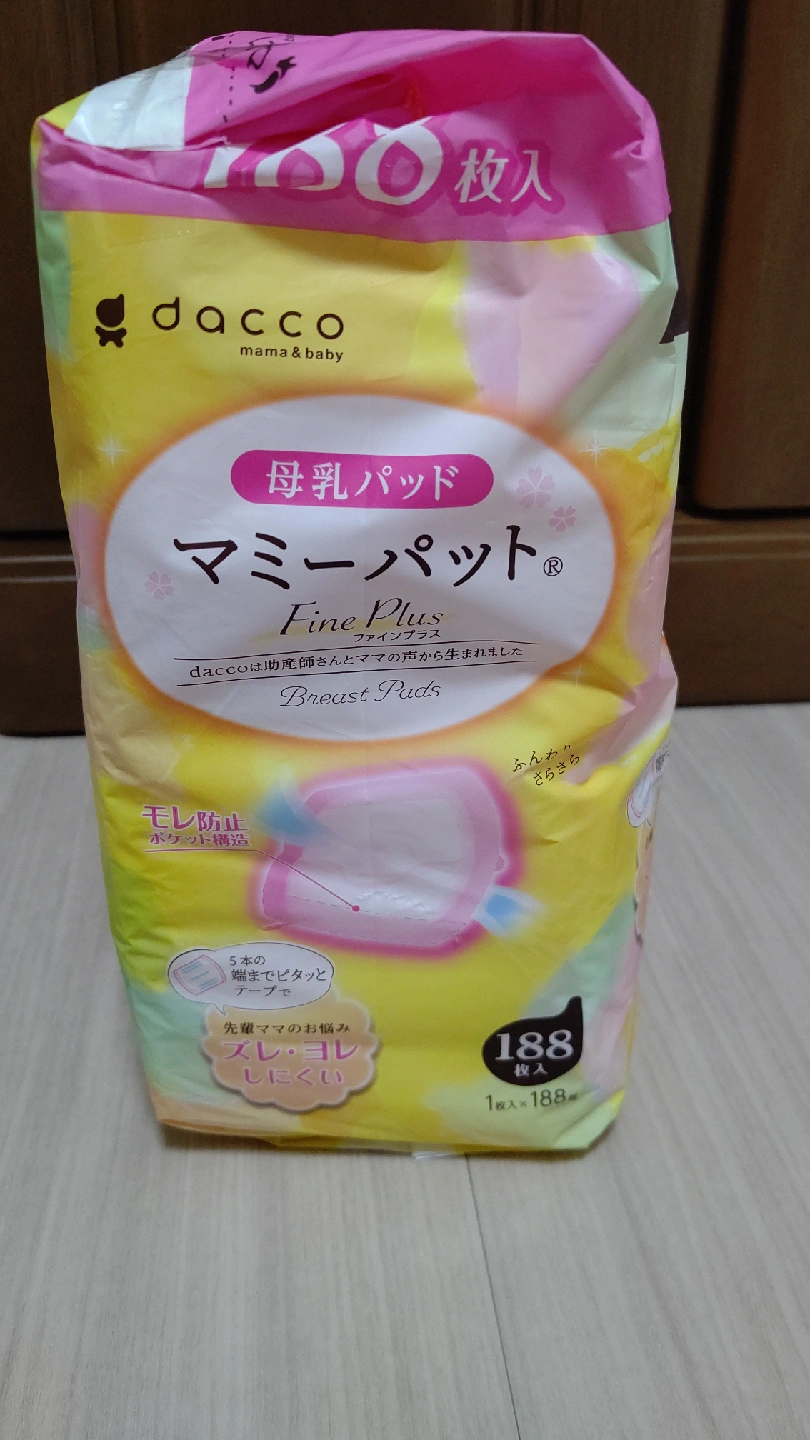 188枚入
dacco
mama & baby
母乳パッド
マミーパット®
Fine Plus
ファインプラス
daccoは助産師さんとママの声から生まれました
Breast Pads
ふんわり
さらさら
モレ防止
ポケット構造
5本の
端までピタッと
テープで
先輩ママのお悩み
ズレ・ヨレ
しにくい
188
枚入
1枚入×188